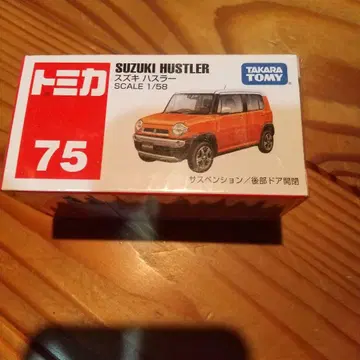 トミカ
75
SUZUKI HUSTLER
スズキ ハスラー
SCALE 1/58
TAKARA
TOMY
サスペンション/後部ドア開閉